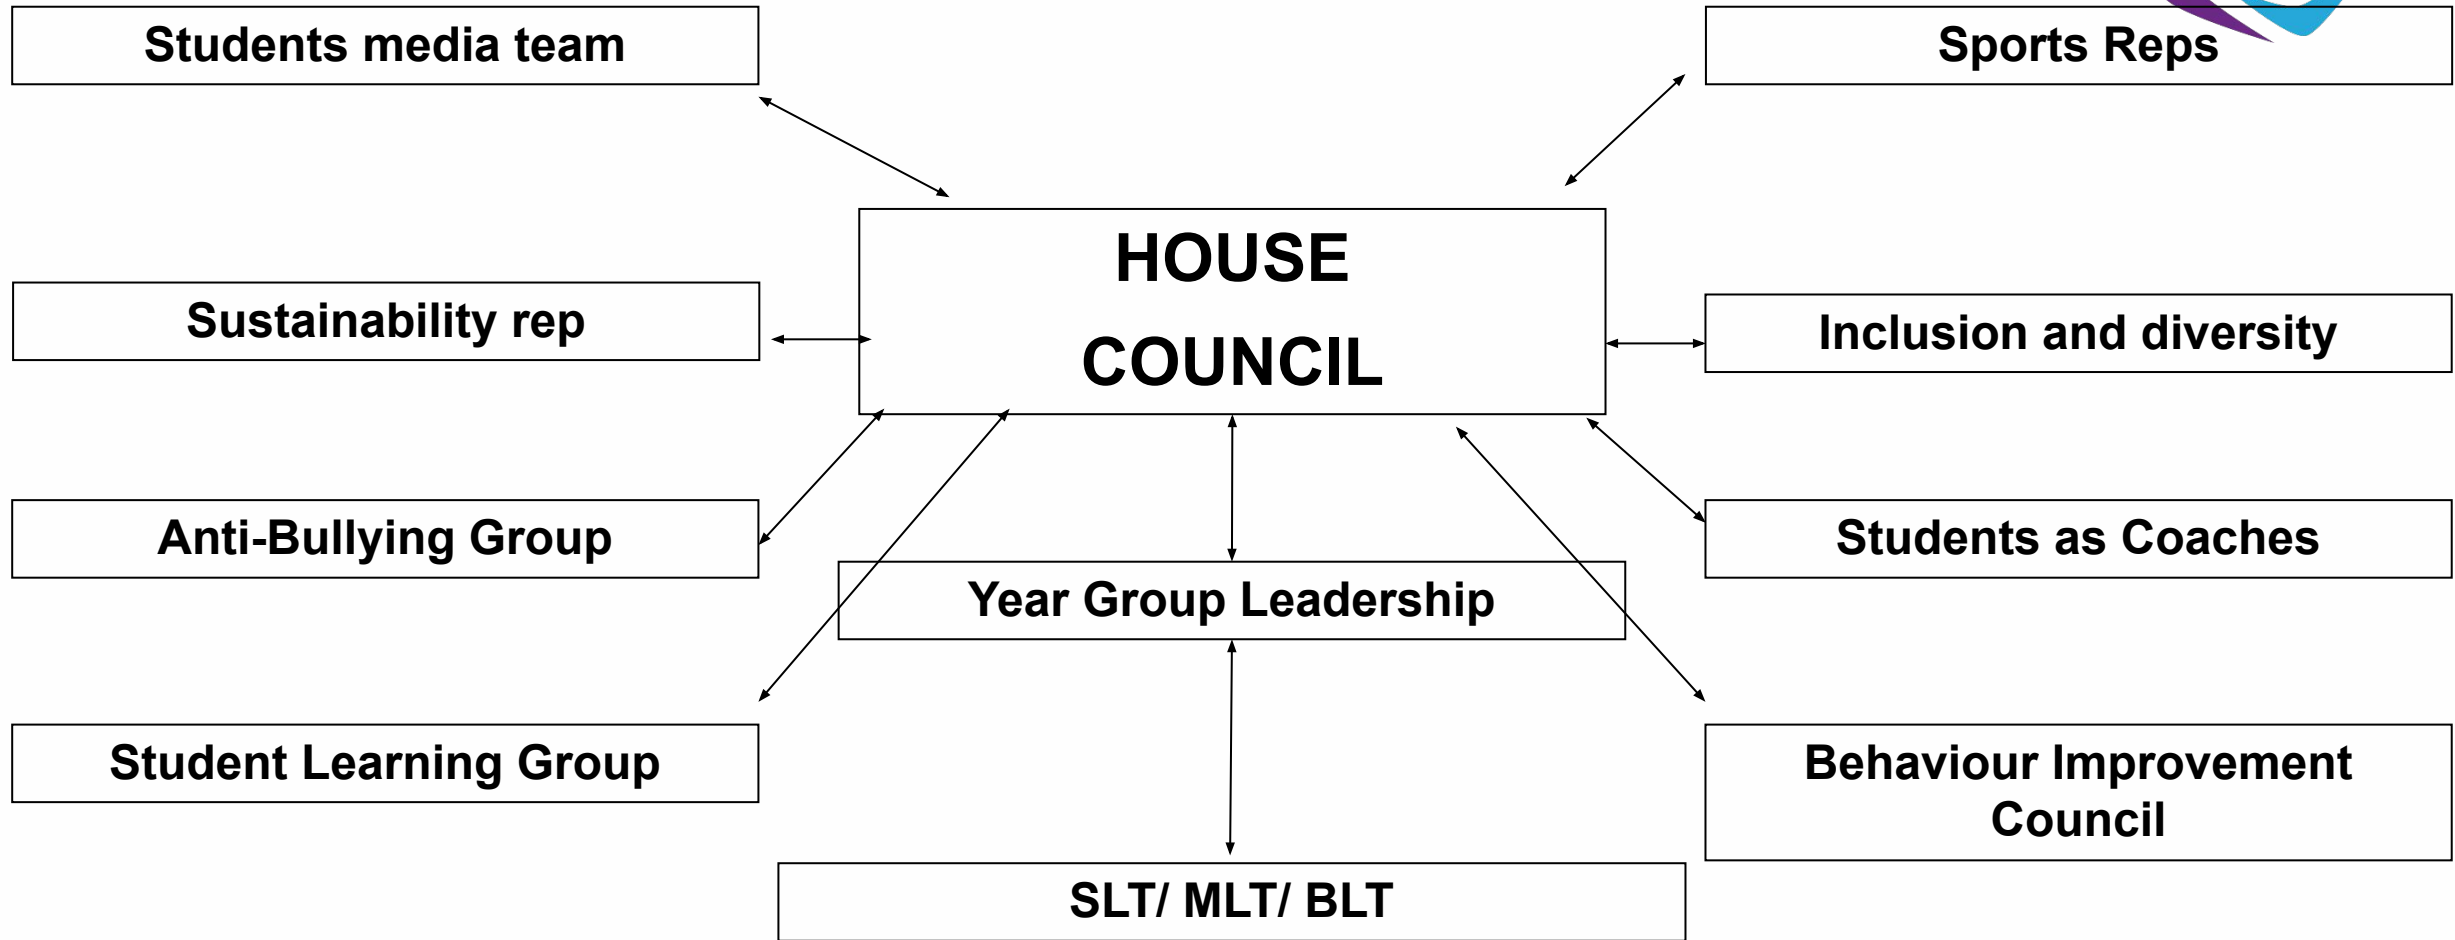 Students media team
Sports Reps
HOUSE
COUNCIL
Sustainability rep
Inclusion and diversity
Anti-Bullying Group
Students as Coaches
Year Group Leadership
Student Learning Group
Behaviour Improvement
Council
SLT/ MLT/ BLT